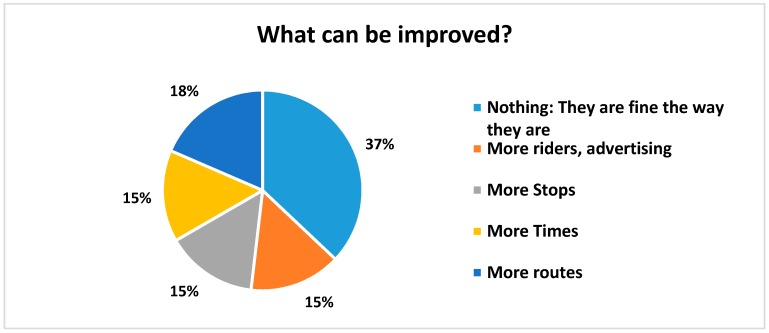 What can be improved?
18%
37%
15%
15%
15%
Nothing: They are fine the way
they are
More riders, advertising
More Stops
More Times
More routes